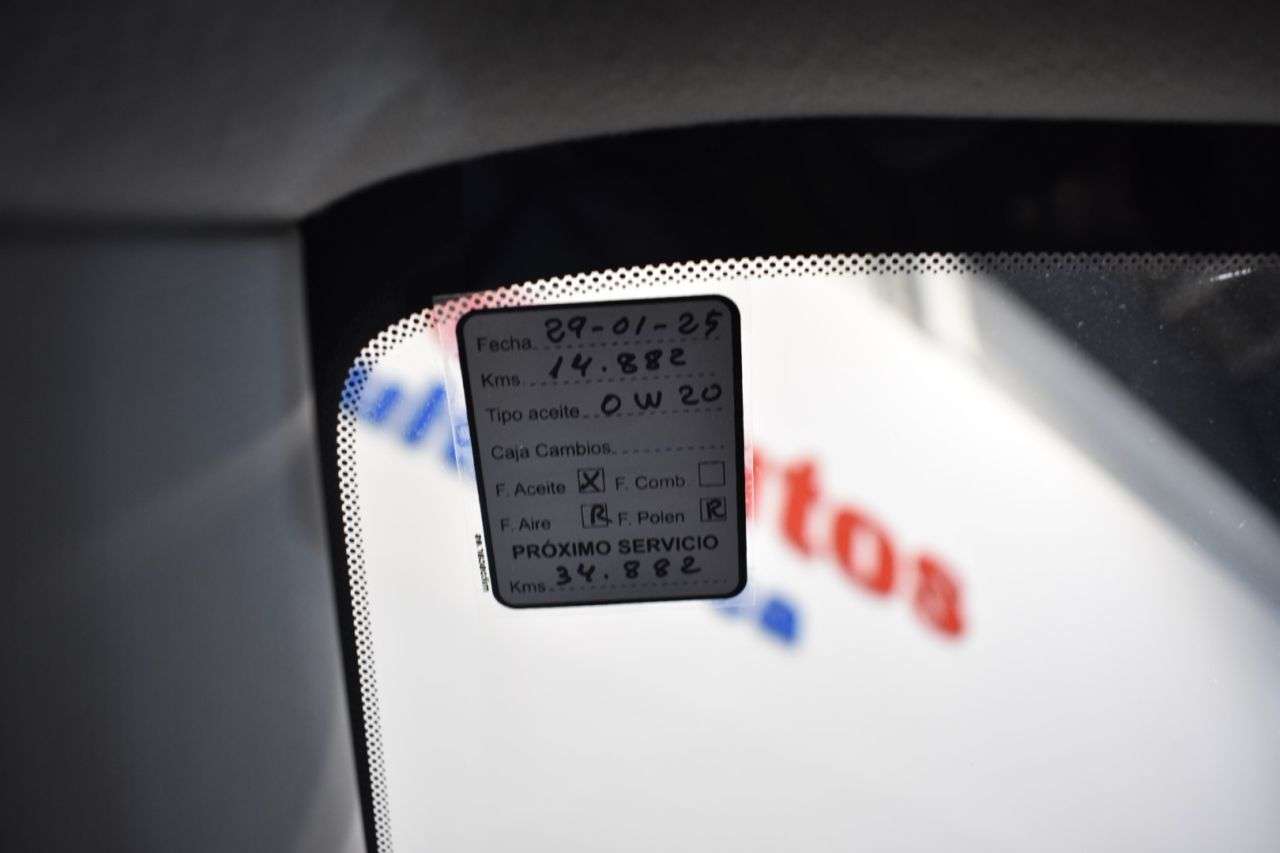 Fecha 29-01-25
Kms. 14.882
Tipo aceite 0W20
Caja Cambios
F. Aceite X F. Comb.
F. Aire R F. Polen R
PRÓXIMO SERVICIO
Kms. 34.882